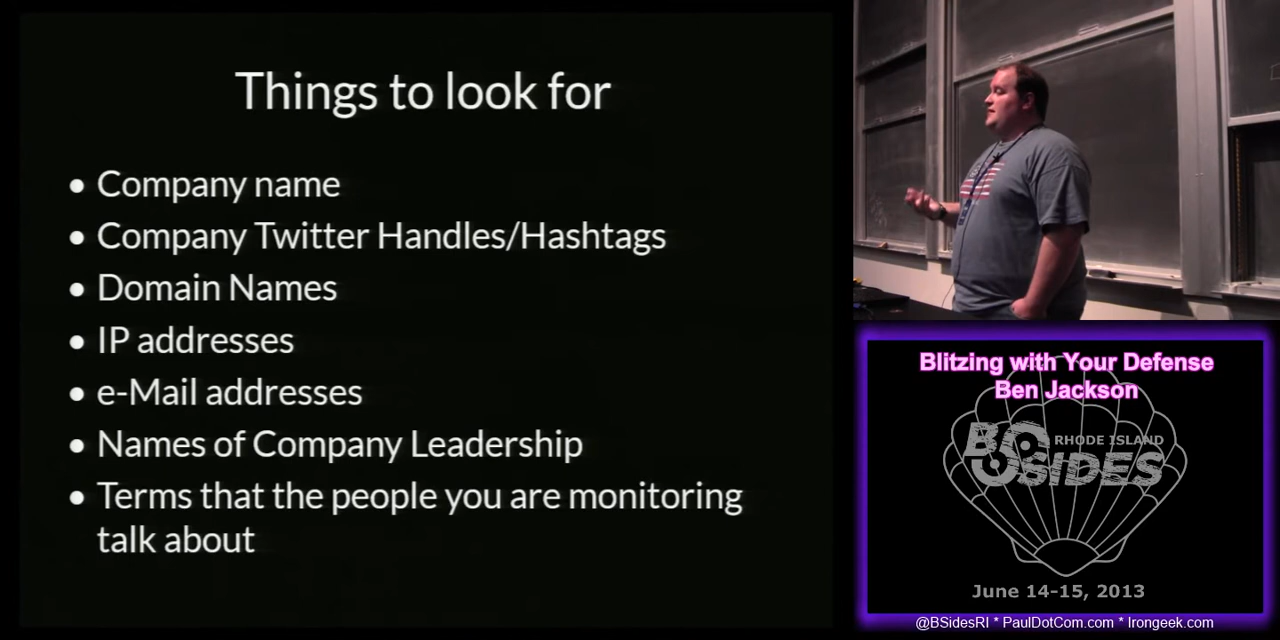 Things to look for
• Company name
• Company Twitter Handles/Hashtags
• Domain Names
• IP addresses
• e-Mail addresses
• Names of Company Leadership
• Terms that the people you are monitoring
talk about
Blitzing with Your Defense
Ben Jackson
BSIDES
RHODE ISLAND
June 14-15, 2013
@BSidesRI * PaulDotCom.com * Irongeek.com